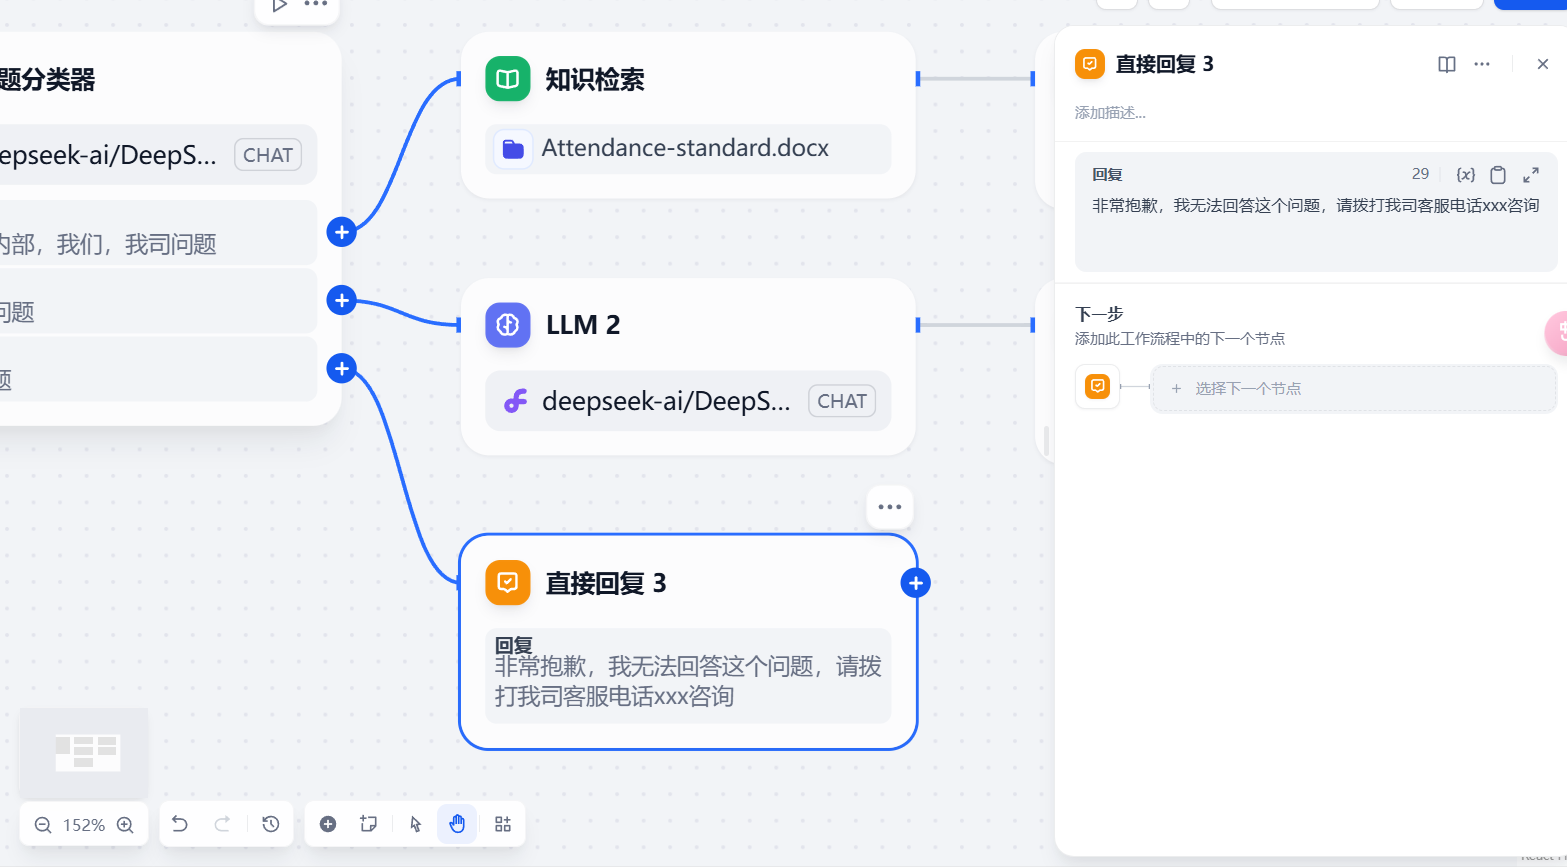 题分类器
epseek-ai/DeepS...
CHAT
内部，我们，我司问题
问题
题
知识检索
Attendance-standard.docx
LLM 2
deepseek-ai/DeepS...
CHAT
直接回复 3
回复
非常抱歉，我无法回答这个问题，请拨
打我司客服电话xxx咨询
152%
直接回复 3
添加描述...
回复
29
{x}
非常抱歉，我无法回答这个问题，请拨打我司客服电话xxx咨询
下一步
添加此工作流程中的下一个节点
+ 选择下一个节点